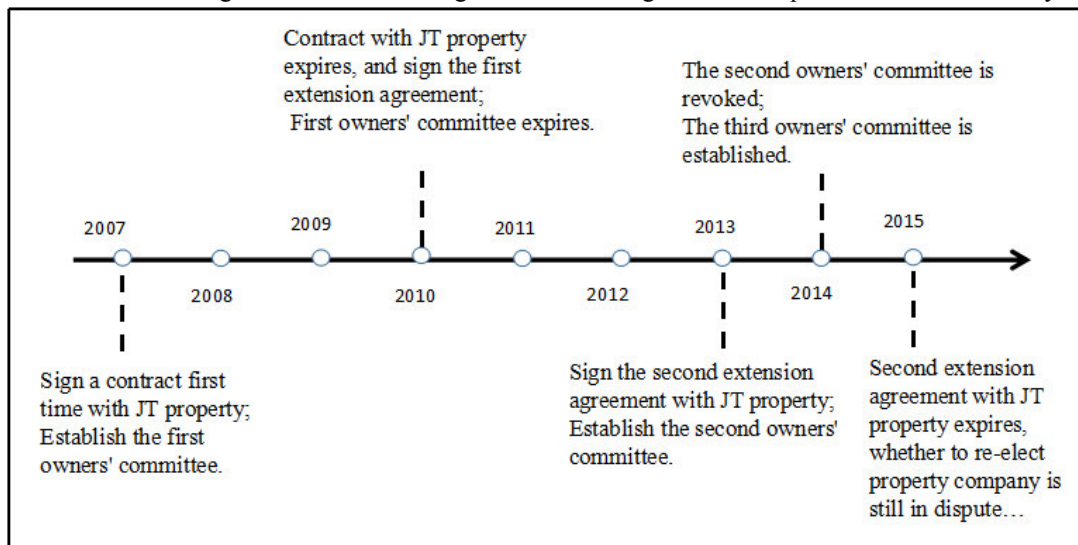 Contract with JT property
expires, and sign the first
extension agreement;
First owners' committee expires.
The second owners' committee is
revoked;
The third owners' committee is
established.
2007
2009
2011
2013
2015
2008
2010
2012
2014
Sign a contract first
time with JT property;
Establish the first
owners' committee.
Sign the second extension
agreement with JT property;
Establish the second owners'
committee.
Second extension
agreement with JT
property expires,
whether to re-elect
property company is
still in dispute…